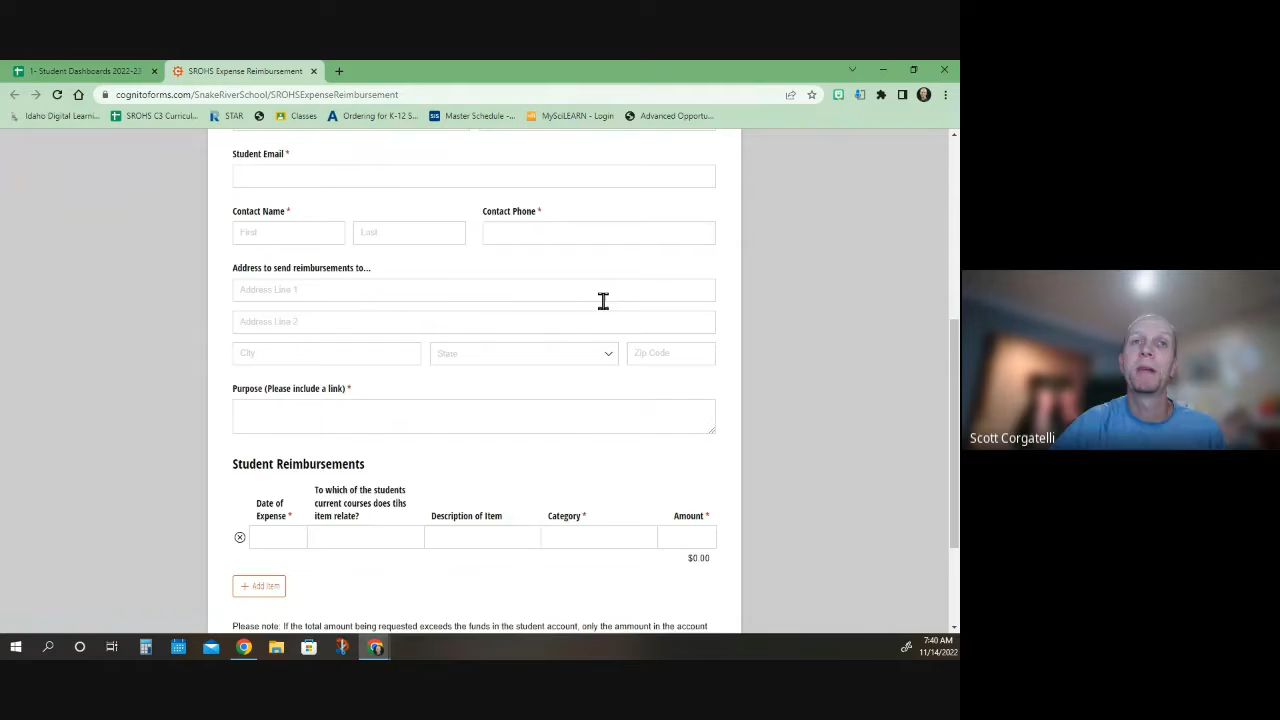 1- Student Dashboards 2022-23
SROHS Expense Reimbursement
cognitoforms.com/SnakeRiverSchool/SROHSExpenseReimbursement
Idaho Digital Learni...
SROHS C3 Curricul...
STAR
Classes
Ordering for K-12 S...
SIS
Master Schedule -...
MySciLEARN - Login
Advanced Opportu...
Student Email *
Contact Name *
Contact Phone *
First
Last
Address to send reimbursements to...
Address Line 1
Address Line 2
City
State
Zip Code
Purpose (Please include a link) *
Student Reimbursements
Date of Expense *
To which of the students current courses does tihs item relate?
Description of Item
Category *
Amount *
$0.00
+ Add Item
Please note: If the total amount being requested exceeds the funds in the student account, only the ammount in the account
7:40 AM
11/14/2022
Scott Corgatelli